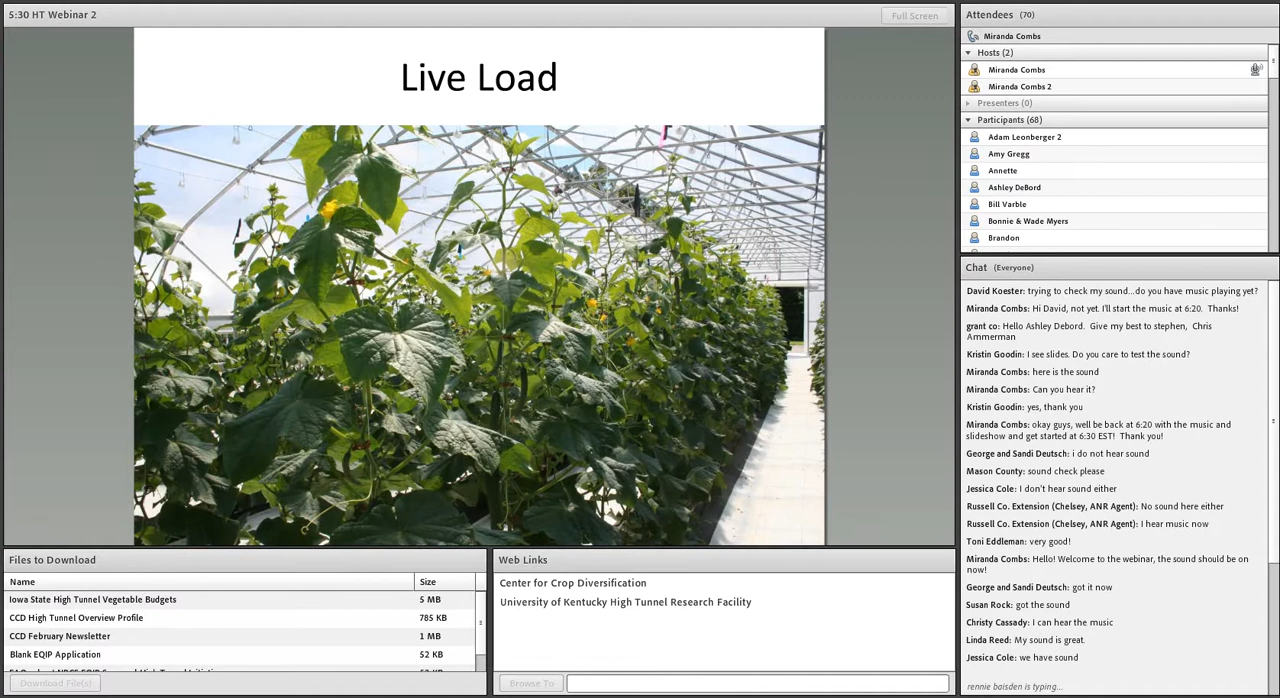 5:30 HT Webinar 2
Full Screen
Live Load
Files to Download
Name Size
Iowa State High Tunnel Vegetable Budgets 5 MB
CCD High Tunnel Overview Profile 785 KB
CCD February Newsletter 1 MB
Blank EQIP Application 52 KB
Download File(s)
Web Links
Center for Crop Diversification
University of Kentucky High Tunnel Research Facility
Browse To
Attendees (70)
Miranda Combs
Hosts (2)
Miranda Combs
Miranda Combs 2
Presenters (0)
Participants (68)
Adam Leonberger 2
Amy Gregg
Annette
Ashley DeBord
Bill Varble
Bonnie & Wade Myers
Brandon
Chat (Everyone)
David Koester: trying to check my sound...do you have music playing yet?
Miranda Combs: Hi David, not yet. I'll start the music at 6:20. Thanks!
grant co: Hello Ashley Debord. Give my best to stephen, Chris
Ammerman
Kristin Goodin: I see slides. Do you care to test the sound?
Miranda Combs: here is the sound
Miranda Combs: Can you hear it?
Kristin Goodin: yes, thank you
Miranda Combs: okay guys, well be back at 6:20 with the music and
slideshow and get started at 6:30 EST! Thank you!
George and Sandi Deutsch: i do not hear sound
Mason County: sound check please
Jessica Cole: I don't hear sound either
Russell Co. Extension (Chelsey, ANR Agent): No sound here either
Russell Co. Extension (Chelsey, ANR Agent): I hear music now
Toni Eddleman: very good!
Miranda Combs: Hello! Welcome to the webinar, the sound should be on
now!
George and Sandi Deutsch: got it now
Susan Rock: got the sound
Christy Cassady: I can hear the music
Linda Reed: My sound is great.
Jessica Cole: we have sound
rennie baisden is typing...